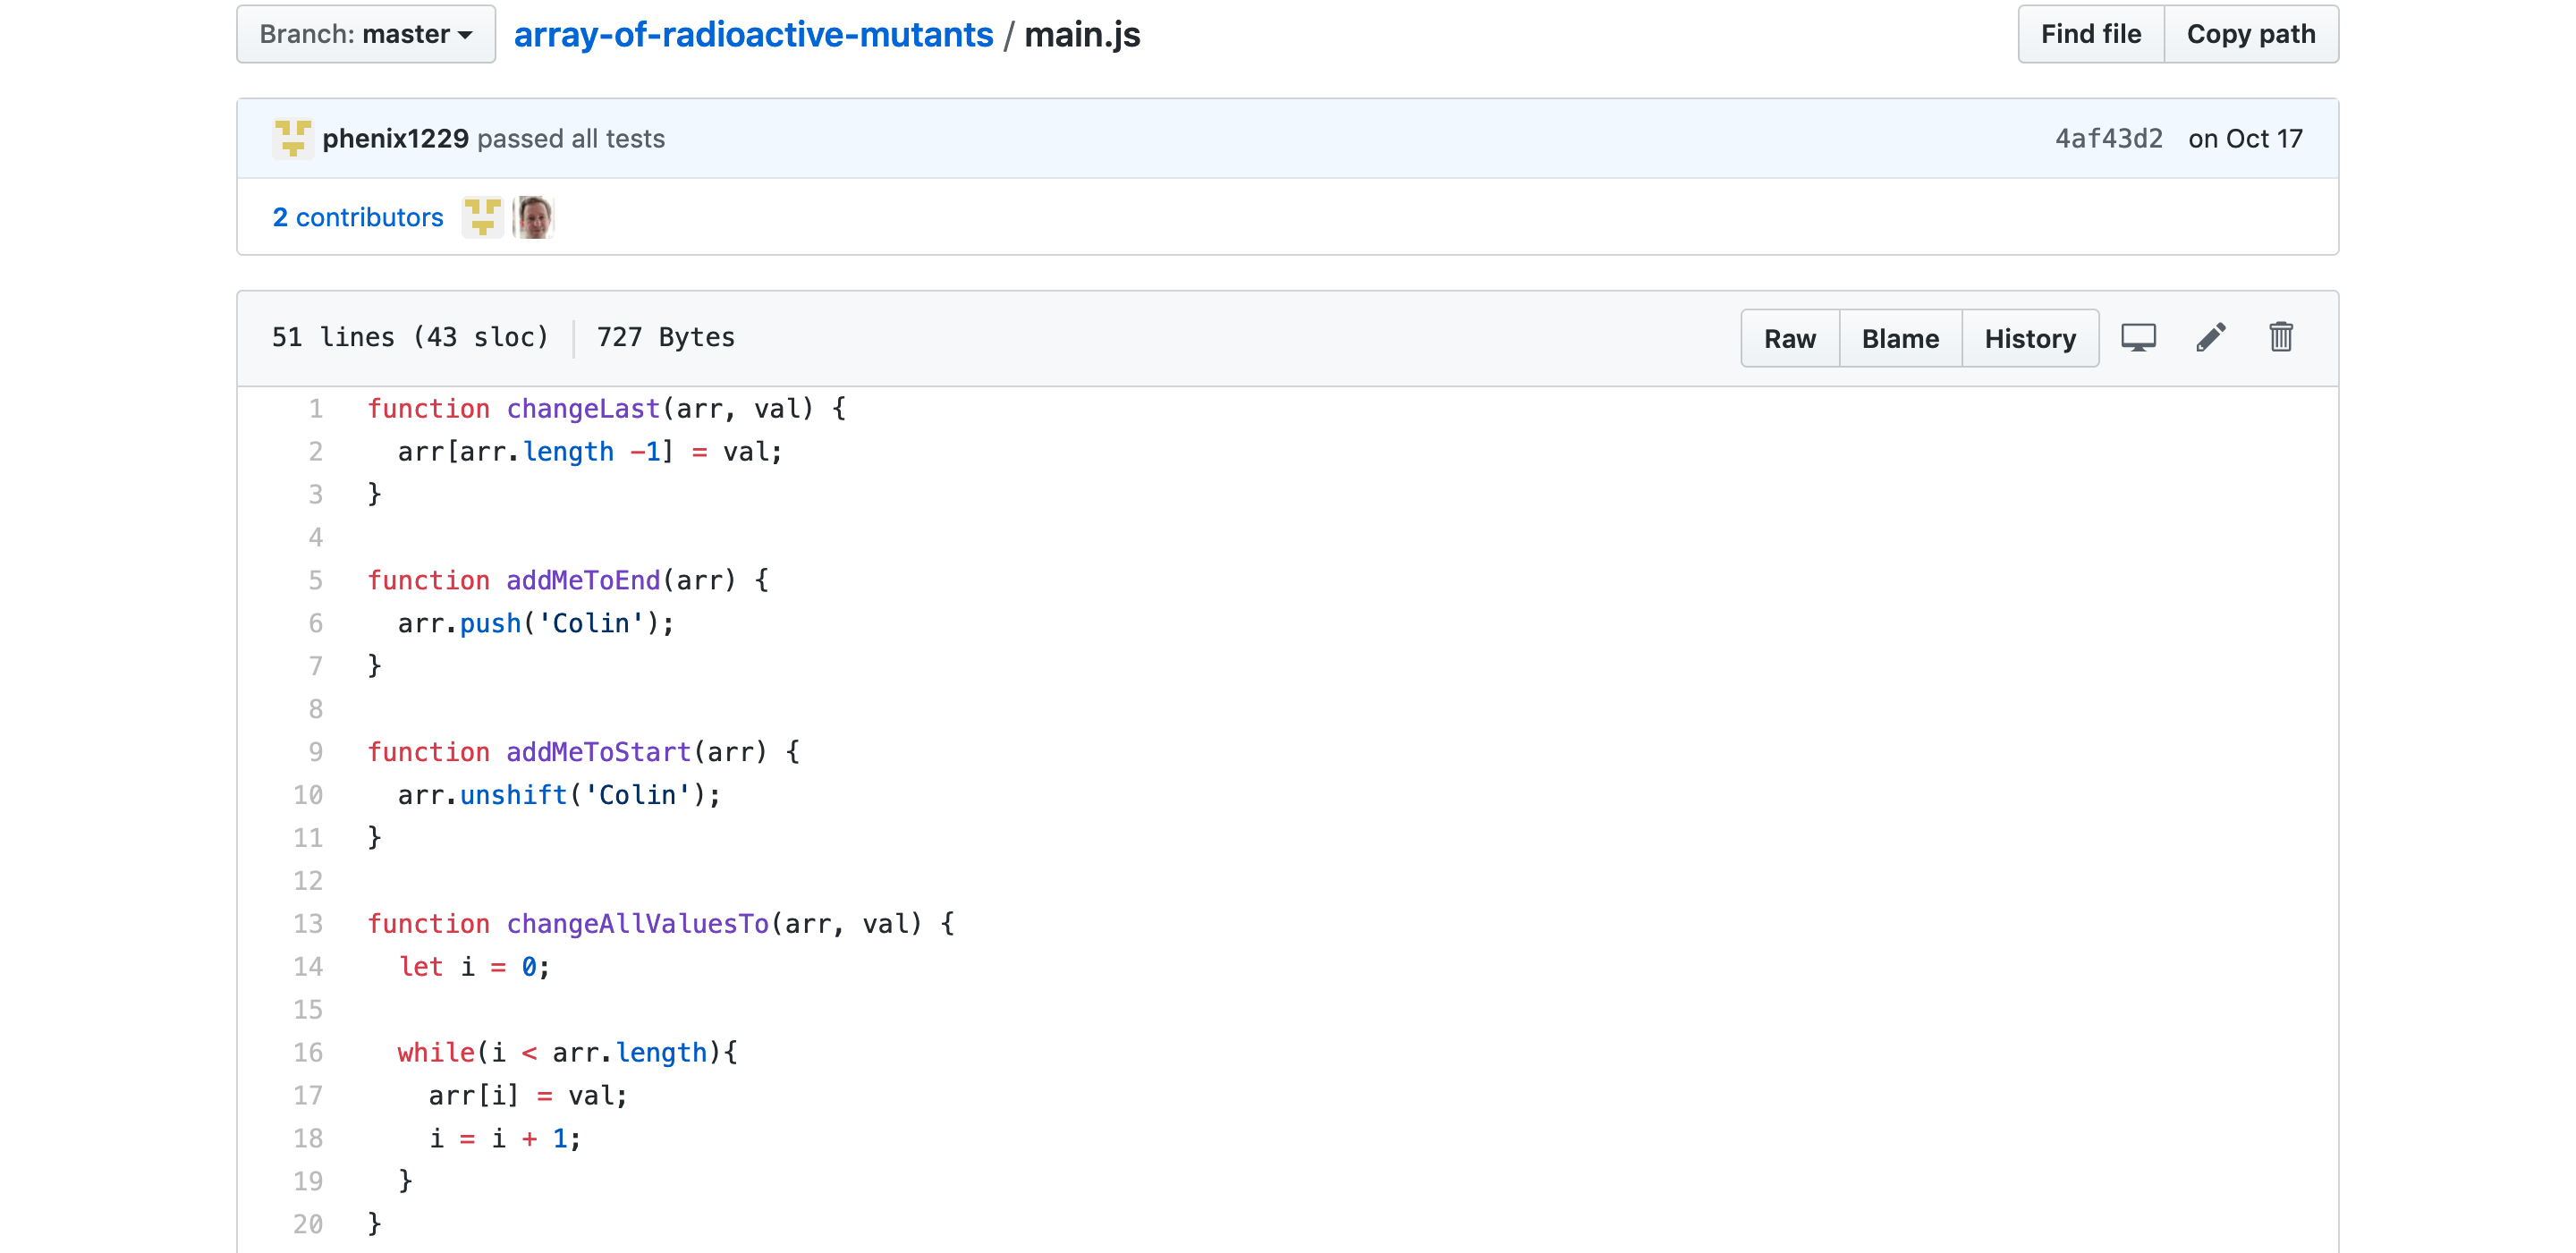 Branch: master array-of-radioactive-mutants / main.js Find file Copy path
phenix1229 passed all tests 4af43d2 on Oct 17
2 contributors
51 lines (43 sloc) 727 Bytes Raw Blame History
1 function changeLast(arr, val) {
2 arr[arr.length -1] = val;
3 }
4
5 function addMeToEnd(arr) {
6 arr.push('Colin');
7 }
8
9 function addMeToStart(arr) {
10 arr.unshift('Colin');
11 }
12
13 function changeAllValuesTo(arr, val) {
14 let i = 0;
15
16 while(i < arr.length){
17 arr[i] = val;
18 i = i + 1;
19 }
20 }